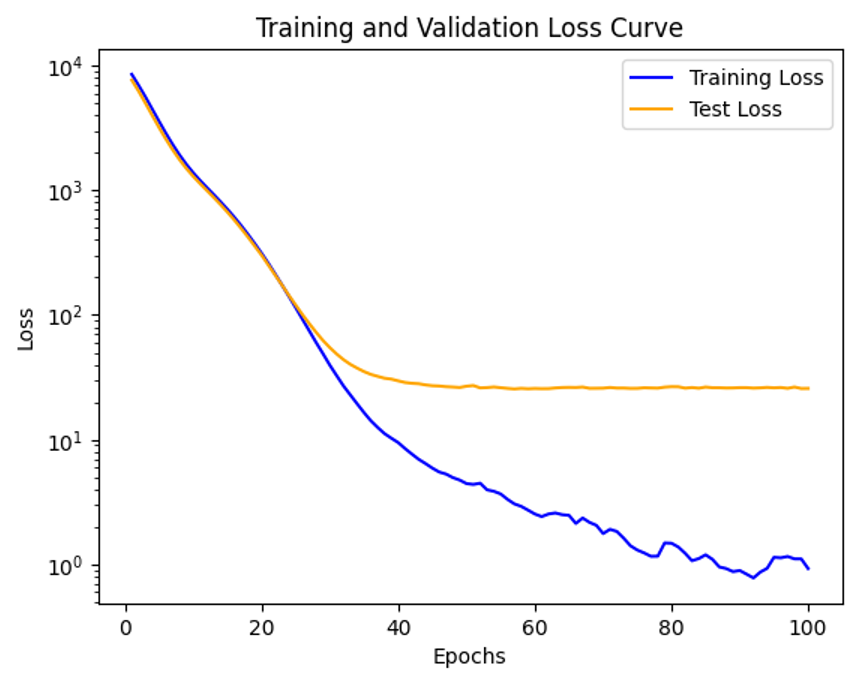 Training and Validation Loss Curve
Training Loss
Test Loss
10⁴
10³
10²
10¹
10⁰
Loss
0 20 40 60 80 100
Epochs